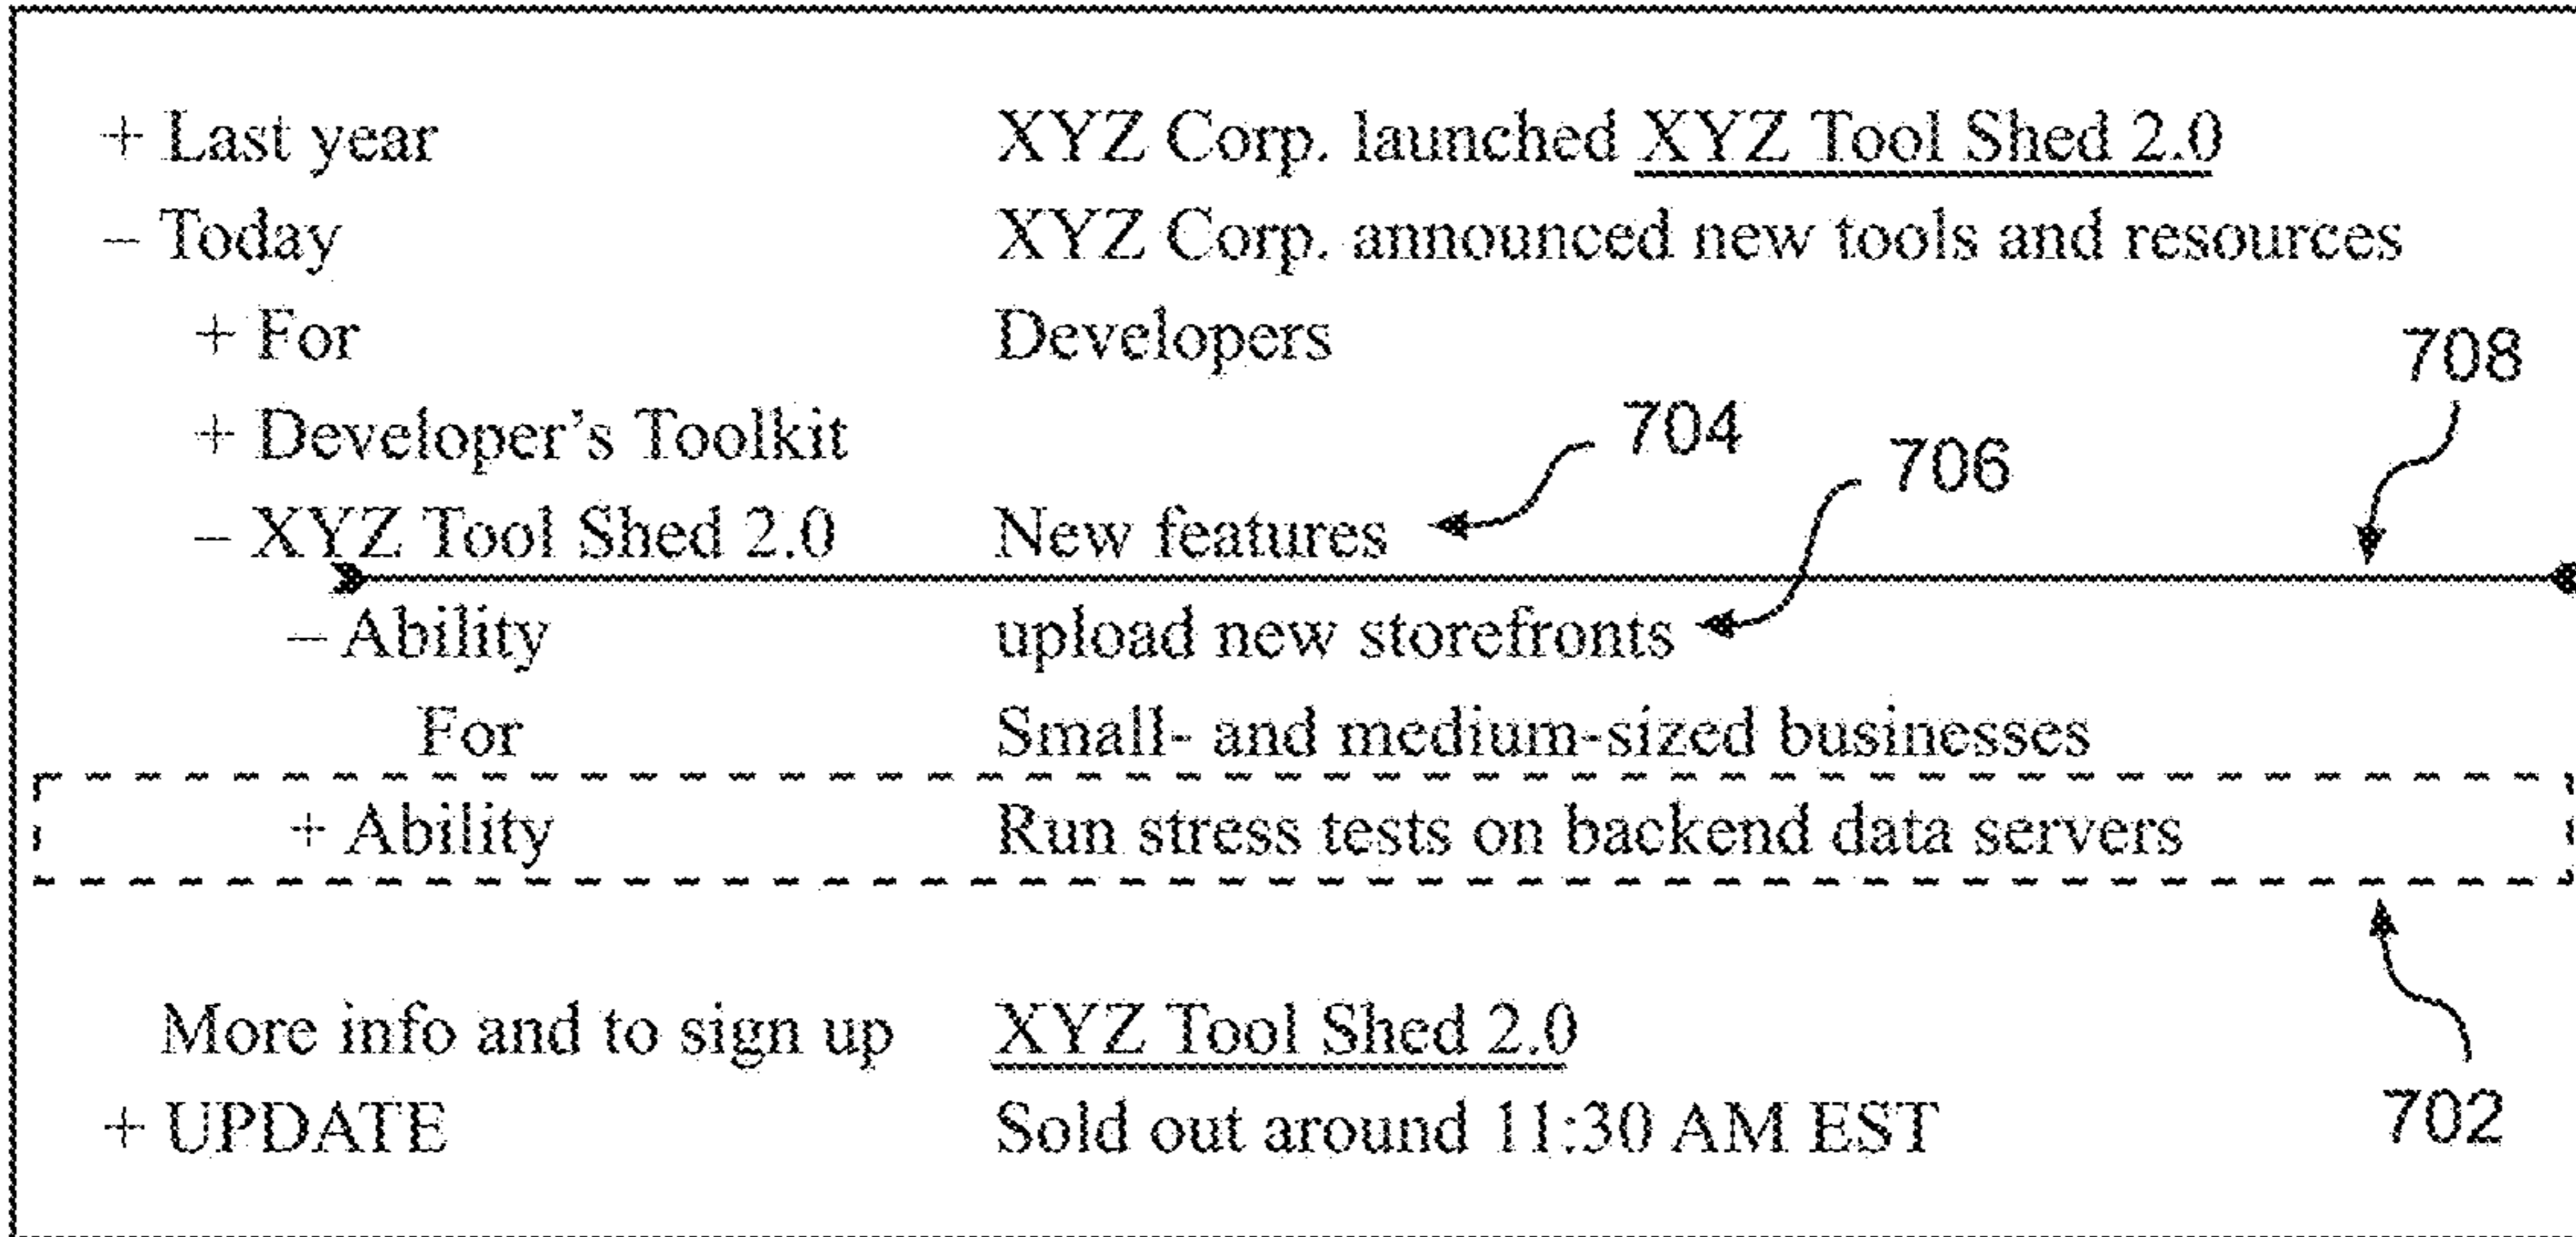 + Last year XYZ Corp. launched XYZ Tool Shed 2.0
– Today XYZ Corp. announced new tools and resources
+ For Developers
708
+ Developer's Toolkit
704
706
– XYZ Tool Shed 2.0 New features
– Ability upload new storefronts
For Small- and medium-sized businesses
+ Ability Run stress tests on backend data servers
More info and to sign up XYZ Tool Shed 2.0
+ UPDATE Sold out around 11:30 AM EST
702